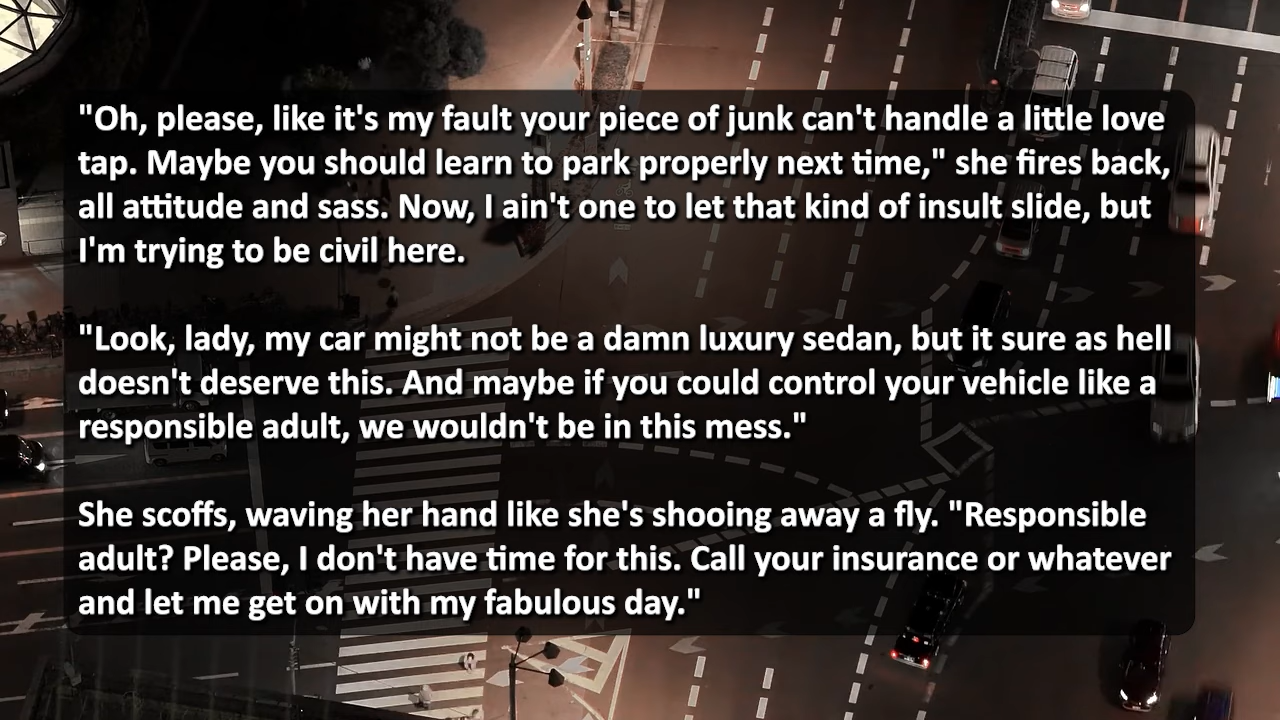 "Oh, please, like it's my fault your piece of junk can't handle a little love
tap. Maybe you should learn to park properly next time," she fires back,
all attitude and sass. Now, I ain't one to let that kind of insult slide, but
I'm trying to be civil here.
"Look, lady, my car might not be a damn luxury sedan, but it sure as hell
doesn't deserve this. And maybe if you could control your vehicle like a
responsible adult, we wouldn't be in this mess."
She scoffs, waving her hand like she's shooing away a fly. "Responsible
adult? Please, I don't have time for this. Call your insurance or whatever
and let me get on with my fabulous day."